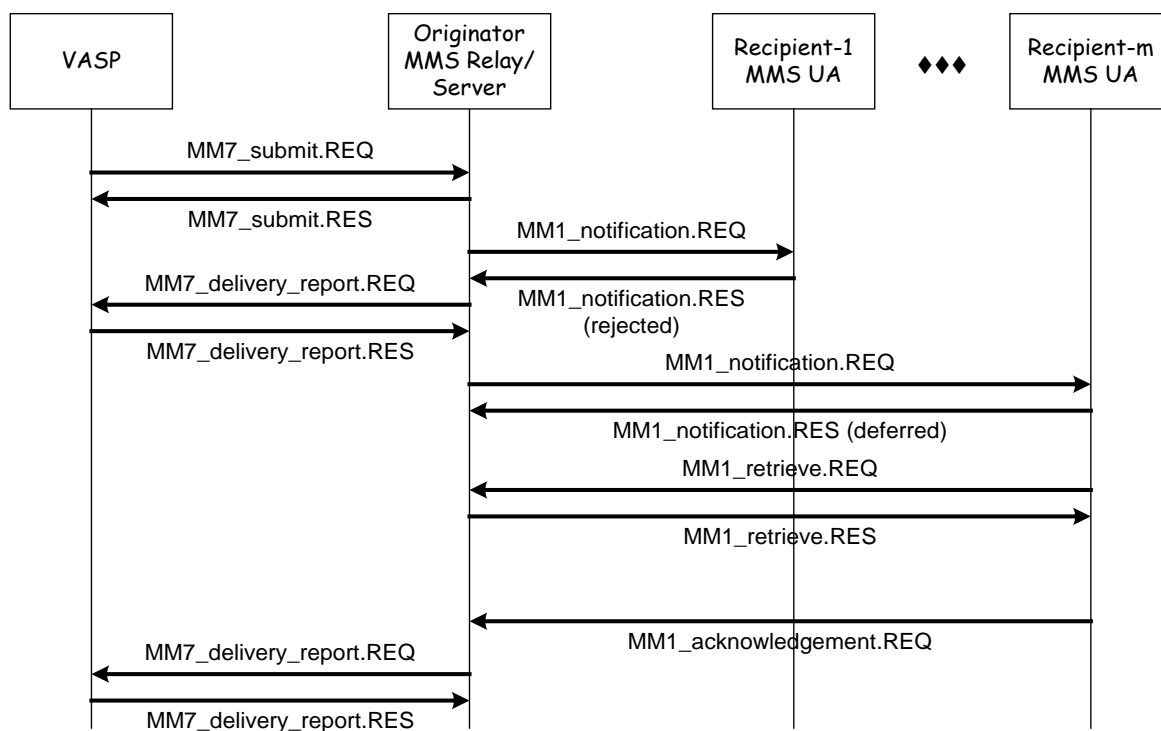 VASP
Originator
MMS Relay/
Server
Recipient-1
MMS UA
Recipient-m
MMS UA
MM7_submit.REQ
MM7_submit.RES
MM1_notification.REQ
MM7_delivery_report.REQ
MM1_notification.RES
(rejected)
MM7_delivery_report.RES
MM1_notification.REQ
MM1_notification.RES (deferred)
MM1_retrieve.REQ
MM1_retrieve.RES
MM1_acknowledgement.REQ
MM7_delivery_report.REQ
MM7_delivery_report.RES